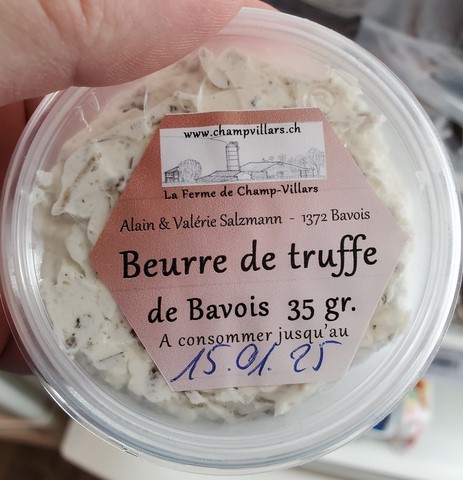 www.champvillars.ch
La Ferme de Champ-Villars
Alain & Valérie Salzmann - 1372 Bavois
Beurre de truffe
de Bavois 35 gr.
A consommer jusqu'au
15.01.25